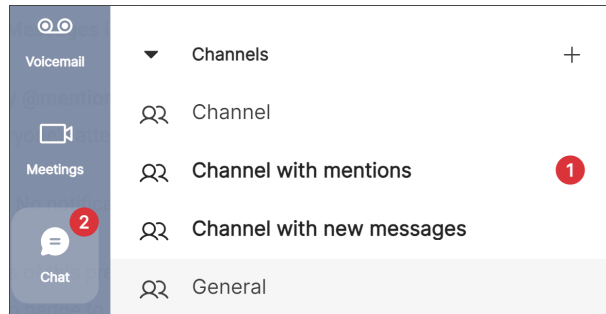 Voicemail
Meetings
2
Chat
Channels
Channel
Channel with mentions 1
Channel with new messages
General